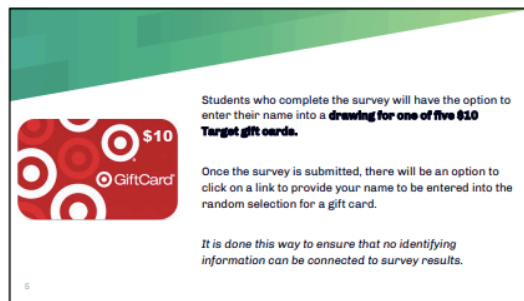 Students who complete the survey will have the option to
enter their name into a drawing for one of five $10
Target gift cards.
$10
GiftCard
Once the survey is submitted, there will be an option to
click on a link to provide your name to be entered into the
random selection for a gift card.
It is done this way to ensure that no identifying
information can be connected to survey results.
5